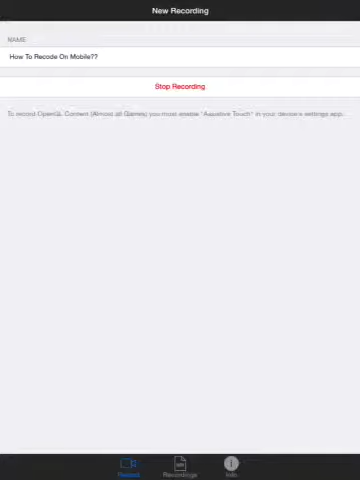 New Recording
NAME
How To Recode On Mobile??
Stop Recording
To record OpenGL Content (Almost all Games) you must enable "Assistive Touch" in your device's settings app.
Record
Recordings
Info